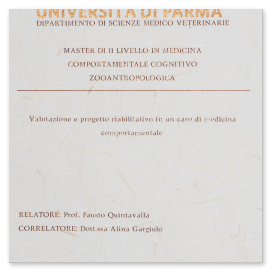 UNIVERSITÀ DI PARMA
DIPARTIMENTO DI SCIENZE MEDICO VETERINARIE
MASTER DI II LIVELLO IN MEDICINA
COMPORTAMENTALE COGNITIVO
ZOOANTROPOLOGICA
Valutazione e progetto riabilitativo in un caso di medicina
comportamentale
RELATORE: Prof. Fausto Quintavalla
CORRELATORE: Dott.ssa Alina Gargiulo